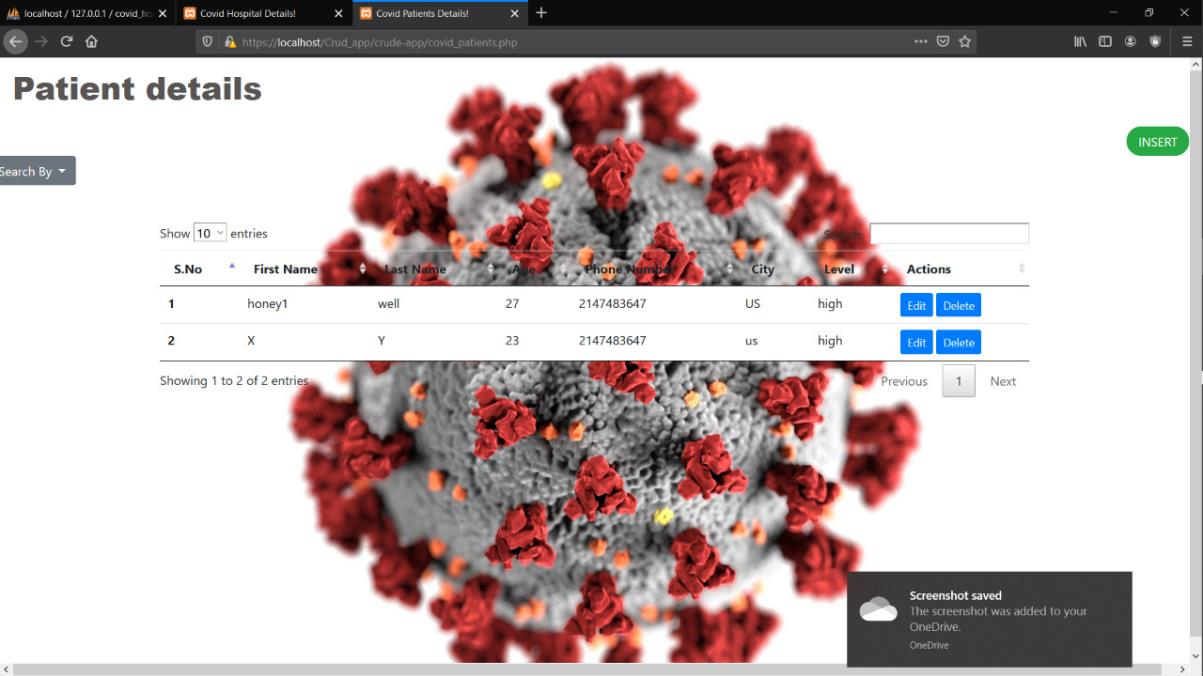 localhost / 127.0.0.1 / covid_ho
Covid Hospital Details!
Covid Patients Details!
https://localhost/Crud_app/crude-app/covid_patients.php
Patient details
INSERT
Search By
Show 10 entries
Search:
S.No First Name Last Name Age Phone Number City Level Actions
1 honey1 well 27 2147483647 US high Edit Delete
2 X Y 23 2147483647 us high Edit Delete
Showing 1 to 2 of 2 entries
Previous 1 Next
Screenshot saved
The screenshot was added to your
OneDrive.
OneDrive